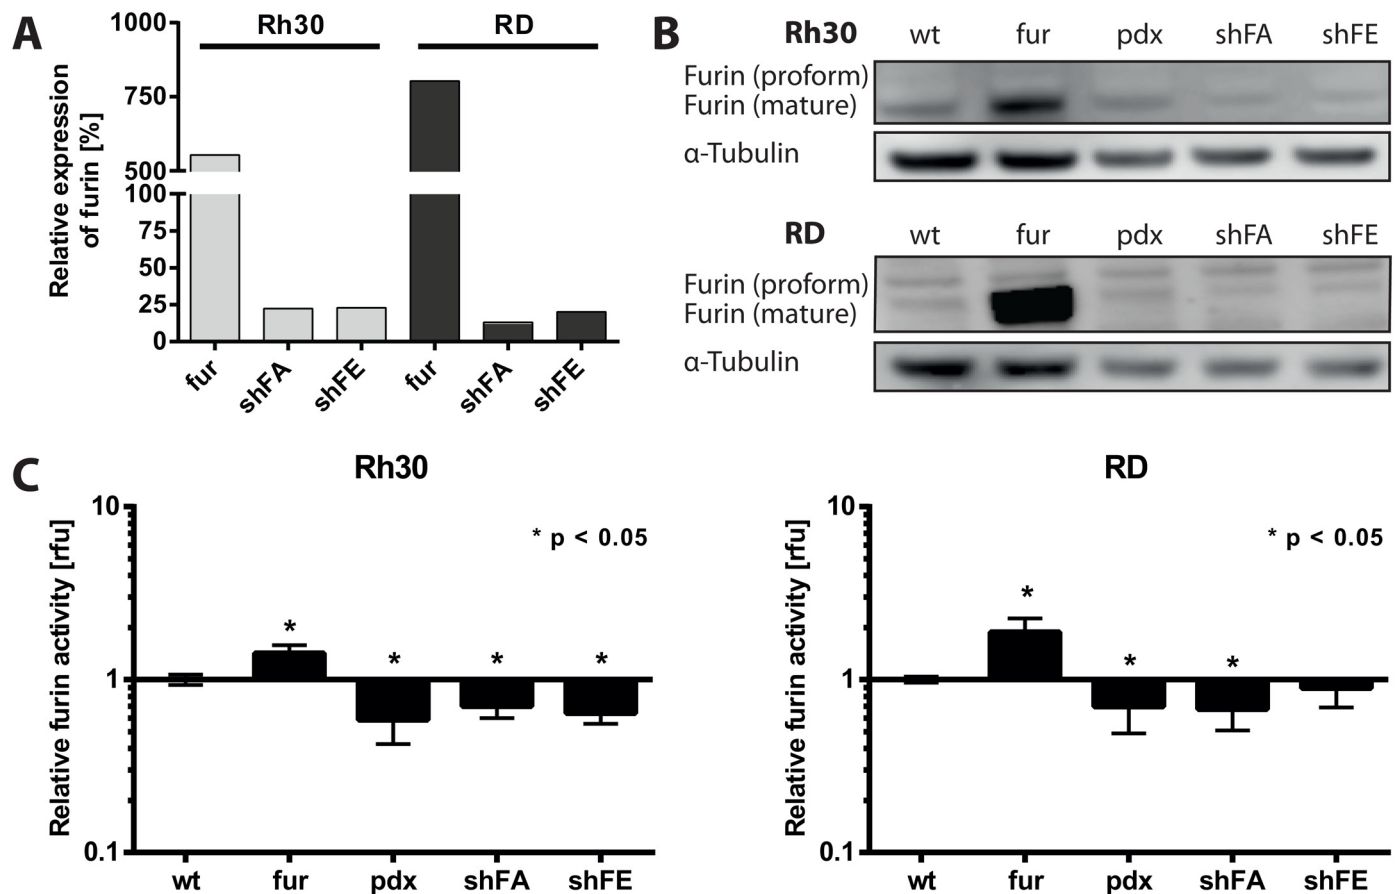 A
Relative expression
of furin [%]
1000
750
500
100
75
50
25
0
Rh30
RD
fur
shFA
shFE
fur
shFA
shFE
B
Rh30 wt fur pdx shFA shFE
Furin (proform)
Furin (mature)
α-Tubulin
RD wt fur pdx shFA shFE
Furin (proform)
Furin (mature)
α-Tubulin
C
Rh30
Relative furin activity [rfu]
10
1
0.1
* p < 0.05
*
* * *
wt fur pdx shFA shFE
RD
Relative furin activity [rfu]
10
1
0.1
* p < 0.05
*
* *
wt fur pdx shFA shFE